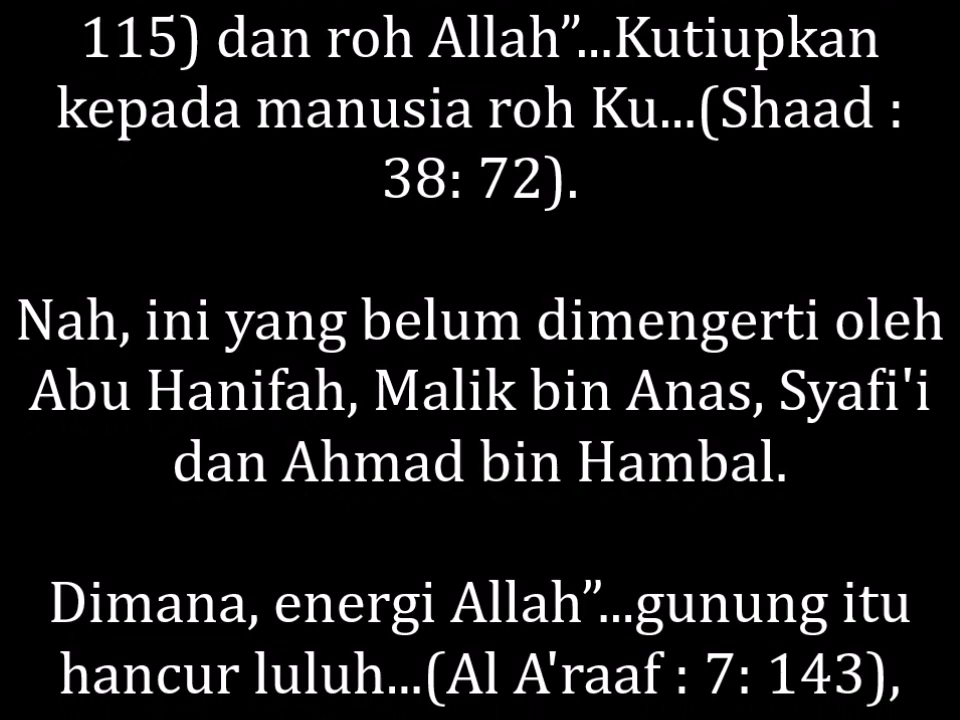 115) dan roh Allah”...Kutiupkan
kepada manusia roh Ku...(Shaad :
38: 72).
Nah, ini yang belum dimengerti oleh
Abu Hanifah, Malik bin Anas, Syafi'i
dan Ahmad bin Hambal.
Dimana, energi Allah”...gunung itu
hancur luluh...(Al A'raaf : 7: 143),